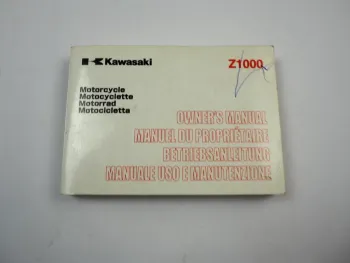 Kawasaki
Z1000
Motorcycle
Motocyclette
Motorrad
Motocicletta
OWNER'S MANUAL
MANUEL DU PROPRIÉTAIRE
BETRIEBSANLEITUNG
MANUALE USO E MANUTENZIONE